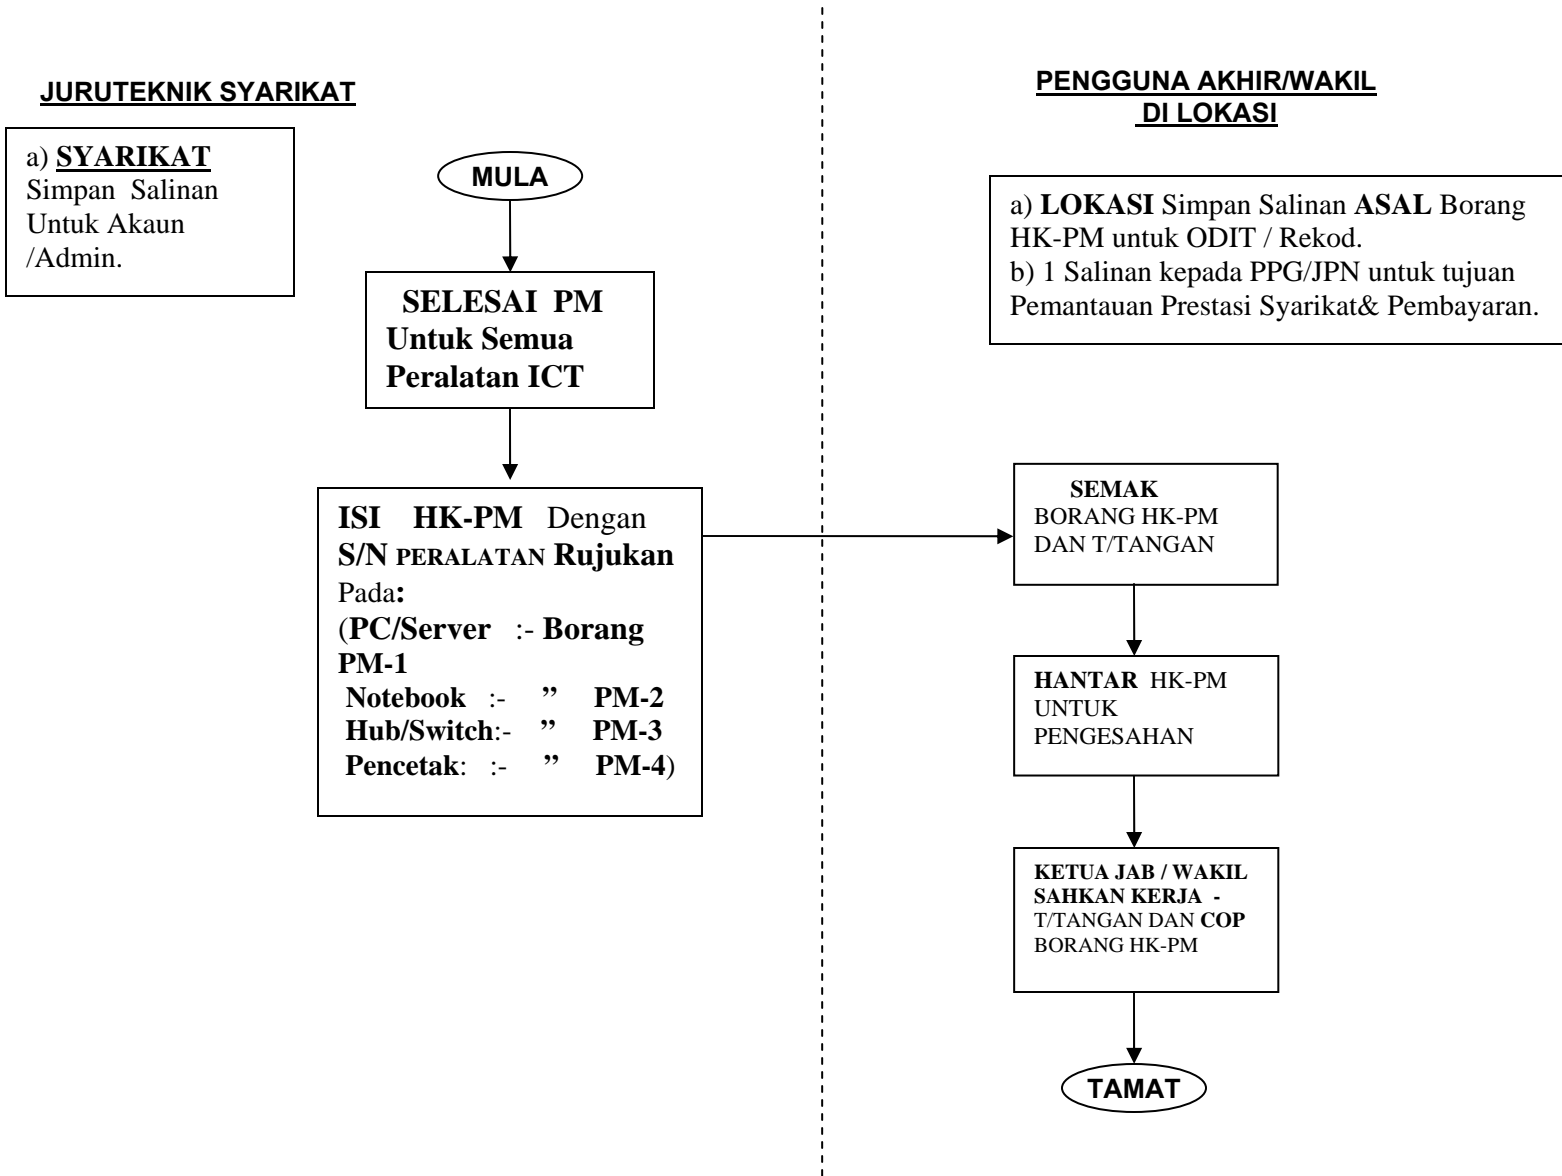 JURUTEKNIK SYARIKAT
a) SYARIKAT
Simpan Salinan
Untuk Akaun
/Admin.
MULA
SELESAI PM
Untuk Semua
Peralatan ICT
ISI HK-PM Dengan
S/N PERALATAN Rujukan
Pada:
(PC/Server :- Borang
PM-1
Notebook :- ” PM-2
Hub/Switch:- ” PM-3
Pencetak: :- ” PM-4)
PENGGUNA AKHIR/WAKIL
DI LOKASI
a) LOKASI Simpan Salinan ASAL Borang
HK-PM untuk ODIT / Rekod.
b) 1 Salinan kepada PPG/JPN untuk tujuan
Pemantauan Prestasi Syarikat& Pembayaran.
SEMAK
BORANG HK-PM
DAN T/TANGAN
HANTAR HK-PM
UNTUK
PENGESAHAN
KETUA JAB / WAKIL
SAHKAN KERJA -
T/TANGAN DAN COP
BORANG HK-PM
TAMAT